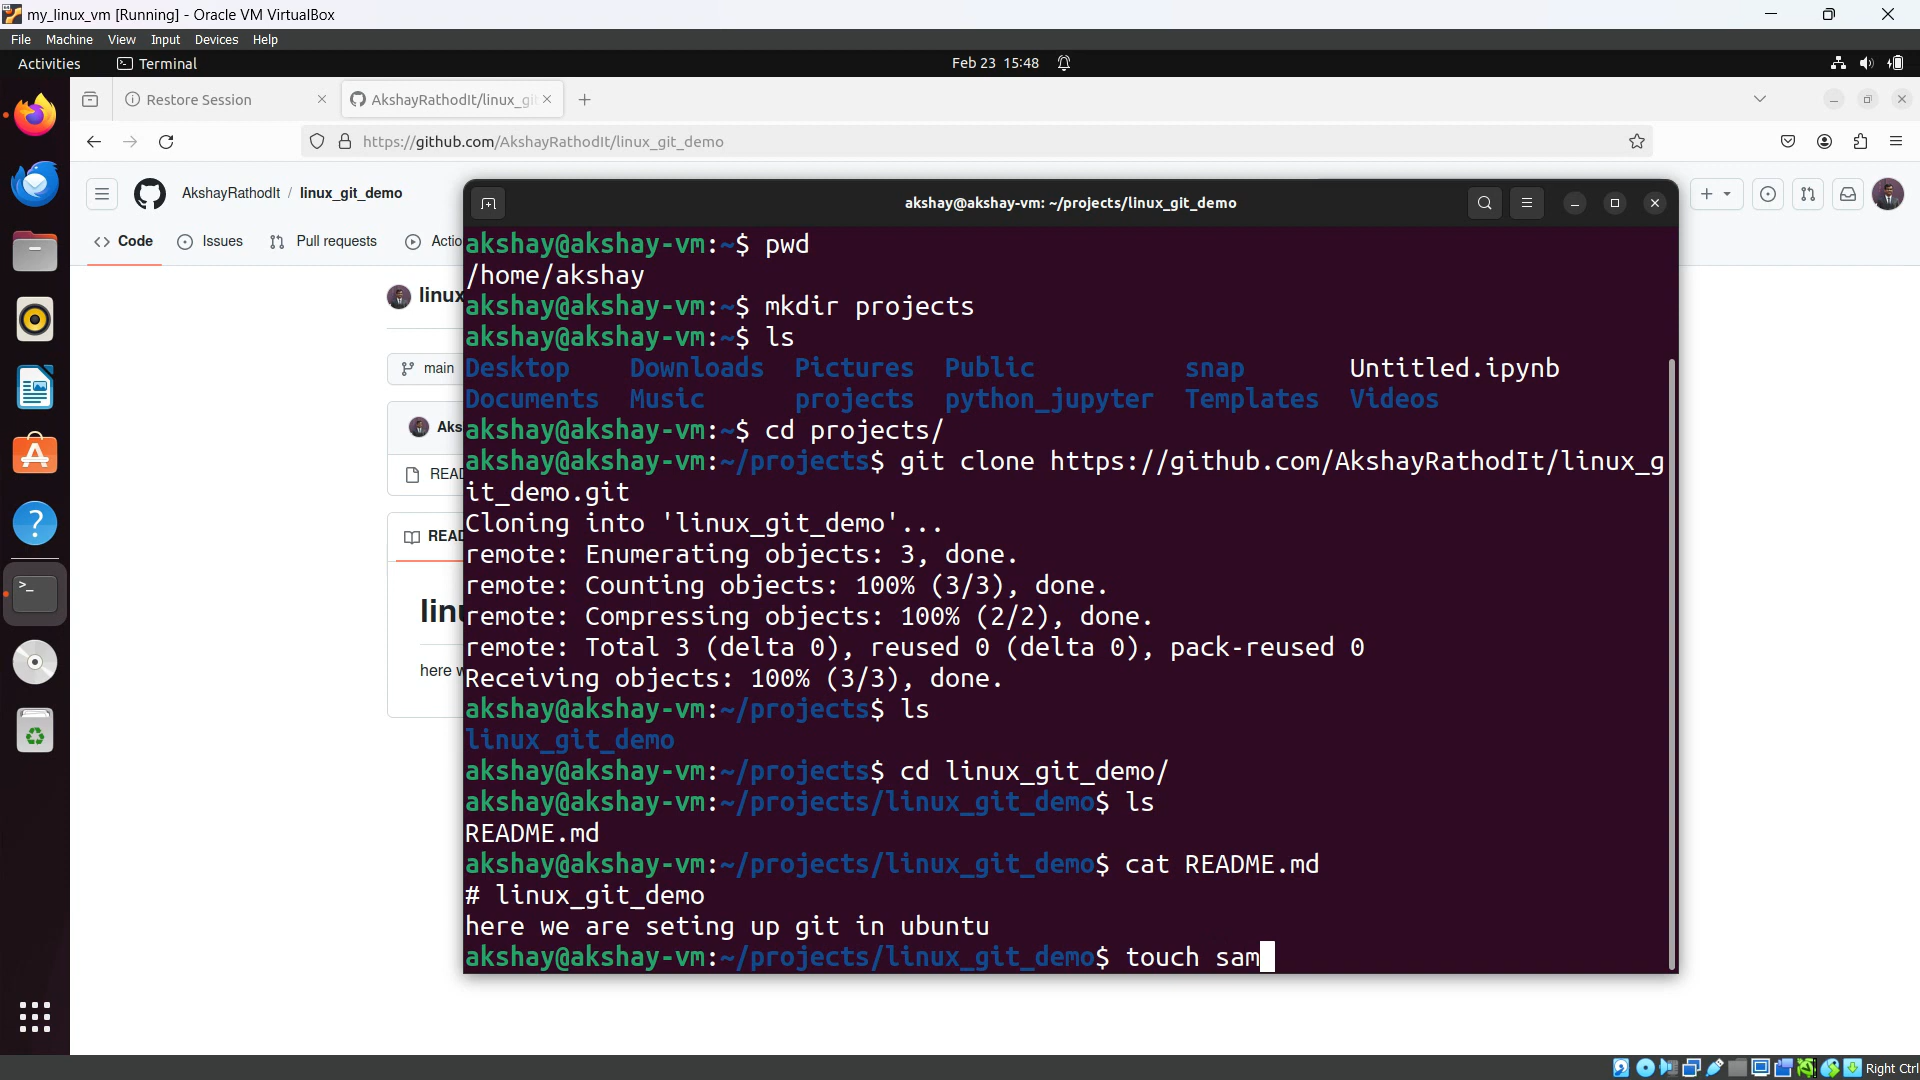 my_linux_vm [Running] - Oracle VM VirtualBox
File Machine View Input Devices Help
Activities Terminal Feb 23 15:48
Restore Session AkshayRathodIt/linux_git
https://github.com/AkshayRathodIt/linux_git_demo
AkshayRathodIt / linux_git_demo
Code Issues Pull requests Actio
linux
main
Aks
READ
READ
linu
here w
akshay@akshay-vm: ~/projects/linux_git_demo
akshay@akshay-vm:~$ pwd
/home/akshay
akshay@akshay-vm:~$ mkdir projects
akshay@akshay-vm:~$ ls
Desktop Downloads Pictures Public snap Untitled.ipynb
Documents Music projects python_jupyter Templates Videos
akshay@akshay-vm:~$ cd projects/
akshay@akshay-vm:~/projects$ git clone https://github.com/AkshayRathodIt/linux_g
it_demo.git
Cloning into 'linux_git_demo'...
remote: Enumerating objects: 3, done.
remote: Counting objects: 100% (3/3), done.
remote: Compressing objects: 100% (2/2), done.
remote: Total 3 (delta 0), reused 0 (delta 0), pack-reused 0
Receiving objects: 100% (3/3), done.
akshay@akshay-vm:~/projects$ ls
linux_git_demo
akshay@akshay-vm:~/projects$ cd linux_git_demo/
akshay@akshay-vm:~/projects/linux_git_demo$ ls
README.md
akshay@akshay-vm:~/projects/linux_git_demo$ cat README.md
# linux_git_demo
here we are seting up git in ubuntu
akshay@akshay-vm:~/projects/linux_git_demo$ touch sam
Right Ctrl